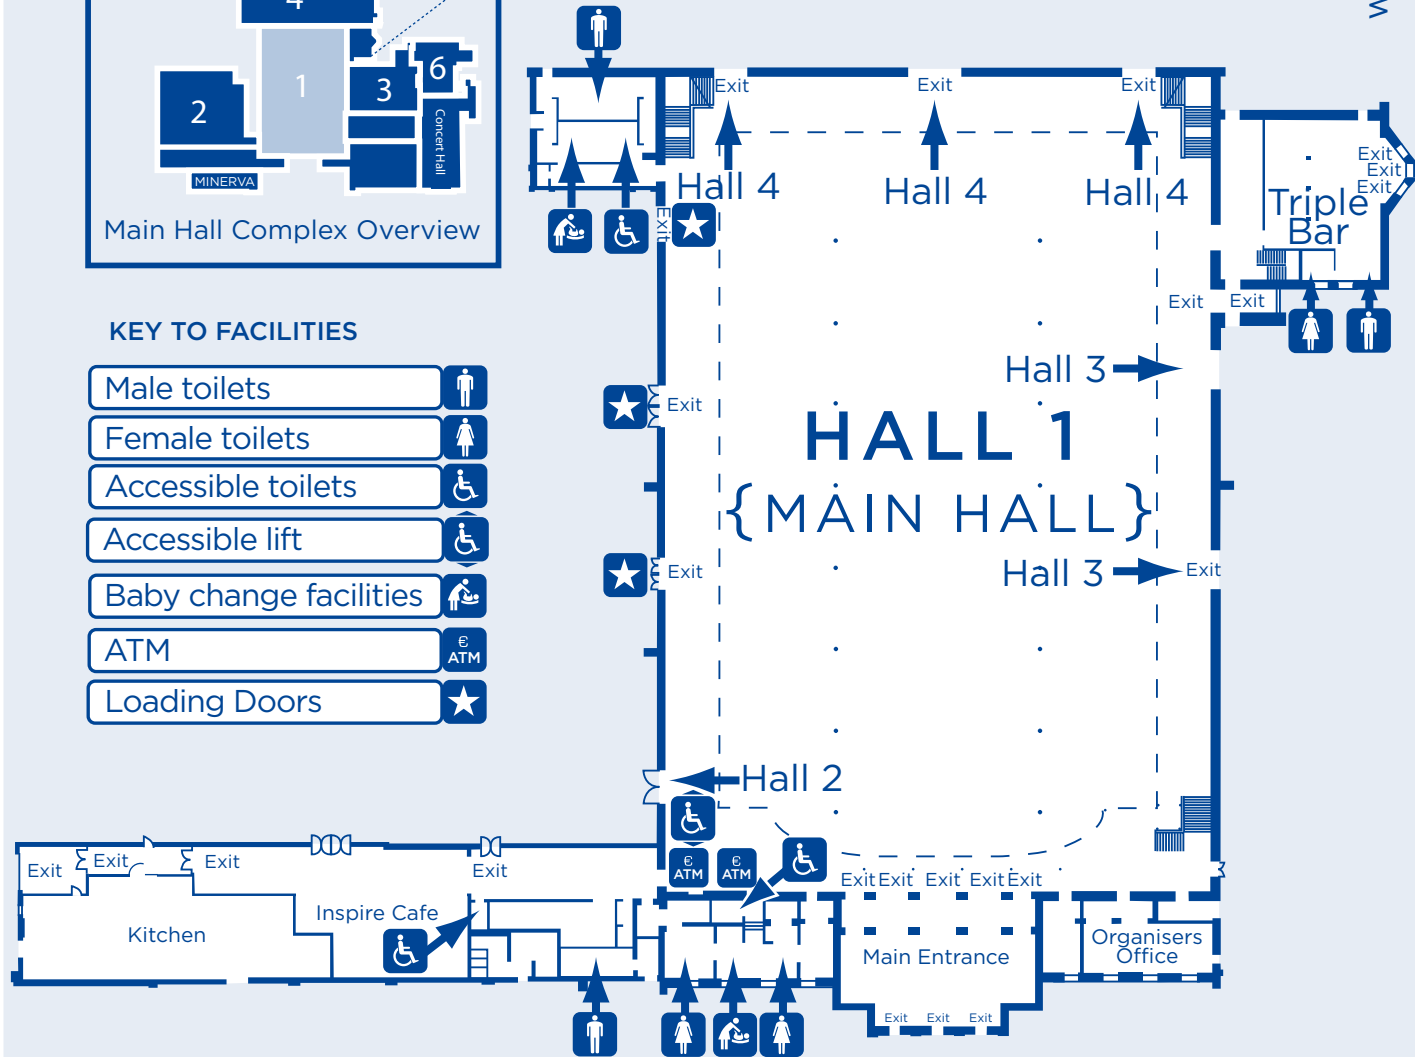 4
1
2
3
6
Concert Hall
MINERVA
Main Hall Complex Overview
W
KEY TO FACILITIES
Male toilets
Female toilets
Accessible toilets
Accessible lift
Baby change facilities
ATM
€
ATM
Loading Doors
Exit
Exit
Exit
Hall 4
Hall 4
Hall 4
Exit
Exit
Exit
Exit
Triple
Bar
Exit
Exit
Hall 3
Exit
HALL 1
{MAIN HALL}
Exit
Hall 3
Exit
Hall 2
€
ATM
€
ATM
Exit
Exit
Exit
Exit
Exit
Exit
Exit
Exit
Exit
Inspire Cafe
Kitchen
Main Entrance
Organisers
Office
Exit
Exit
Exit